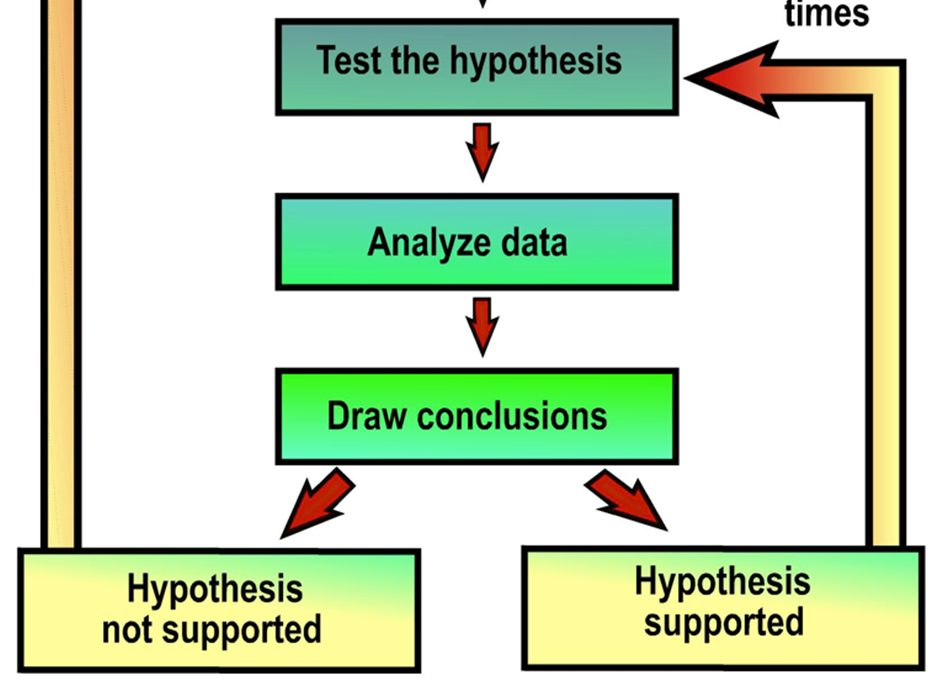 times
Test the hypothesis
Analyze data
Draw conclusions
Hypothesis
not supported
Hypothesis
supported